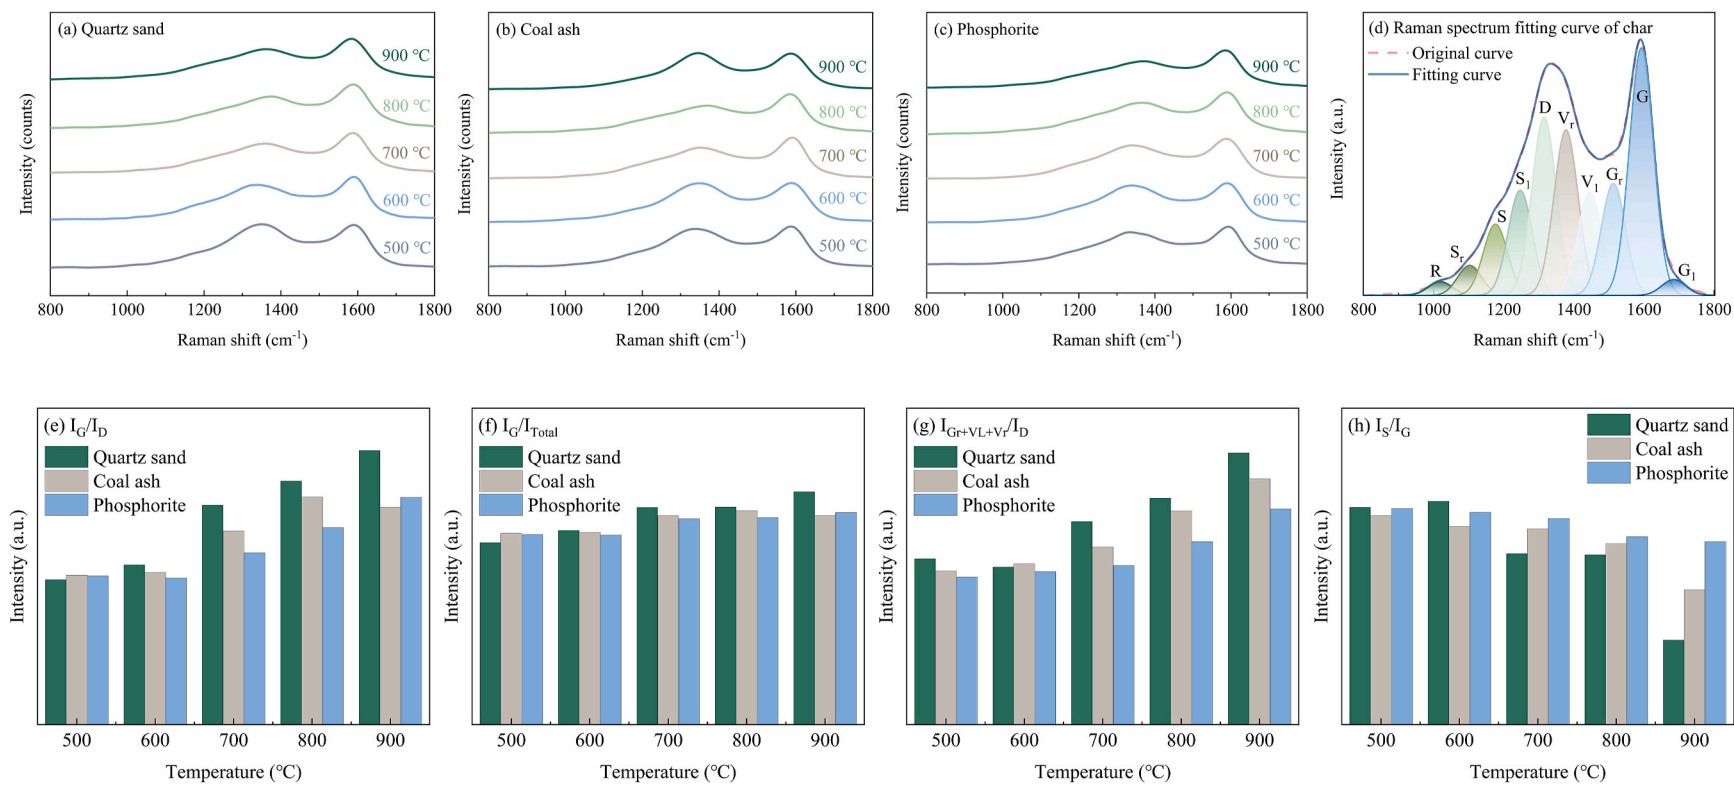 (a) Quartz sand
900 ℃
800 ℃
700 ℃
600 ℃
500 ℃
Intensity (counts)
800 1000 1200 1400 1600 1800
Raman shift (cm⁻¹)
(b) Coal ash
900 ℃
800 ℃
700 ℃
600 ℃
500 ℃
Intensity (counts)
800 1000 1200 1400 1600 1800
Raman shift (cm⁻¹)
(c) Phosphorite
900 ℃
800 ℃
700 ℃
600 ℃
500 ℃
Intensity (counts)
800 1000 1200 1400 1600 1800
Raman shift (cm⁻¹)
(d) Raman spectrum fitting curve of char
Original curve
Fitting curve
R
Sr
S
S1
D
Vr
V1
Gr
G
G1
Intensity (a.u.)
800 1000 1200 1400 1600 1800
Raman shift (cm⁻¹)
(e) IG/ID
Quartz sand
Coal ash
Phosphorite
Intensity (a.u.)
500 600 700 800 900
Temperature (℃)
(f) IG/ITotal
Quartz sand
Coal ash
Phosphorite
Intensity (a.u.)
500 600 700 800 900
Temperature (℃)
(g) IGr+VL+Vr/ID
Quartz sand
Coal ash
Phosphorite
Intensity (a.u.)
500 600 700 800 900
Temperature (℃)
(h) IS/IG
Quartz sand
Coal ash
Phosphorite
Intensity (a.u.)
500 600 700 800 900
Temperature (℃)